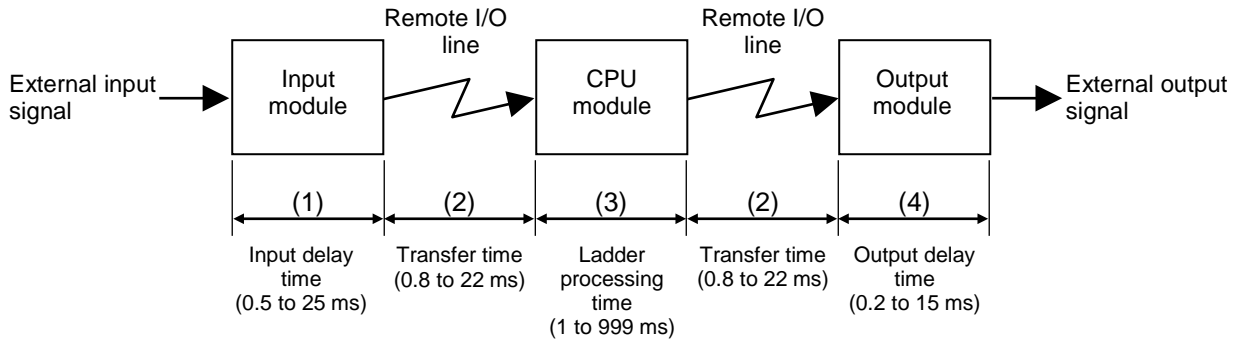 Remote I/O
line
Remote I/O
line
External input
signal
Input
module
CPU
module
Output
module
External output
signal
(1)
(2)
(3)
(2)
(4)
Input delay
time
(0.5 to 25 ms)
Transfer time
(0.8 to 22 ms)
Ladder
processing
time
(1 to 999 ms)
Transfer time
(0.8 to 22 ms)
Output delay
time
(0.2 to 15 ms)